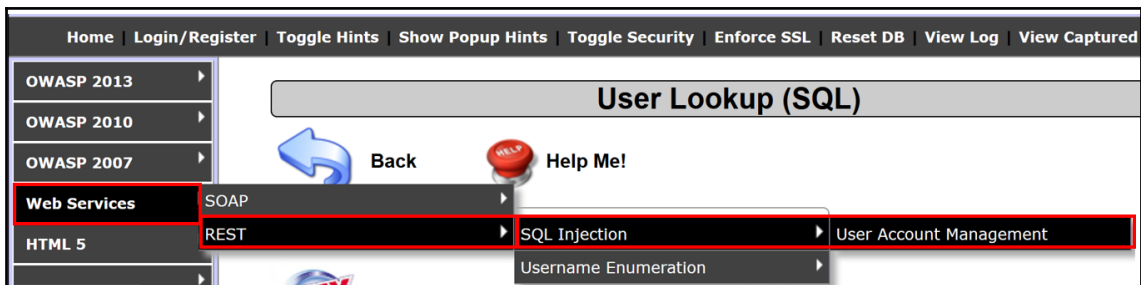 Home Login/Register Toggle Hints Show Popup Hints Toggle Security Enforce SSL Reset DB View Log View Captured
OWASP 2013
User Lookup (SQL)
OWASP 2010
OWASP 2007
Back
HELP
Help Me!
Web Services
SOAP
REST
SQL Injection
User Account Management
HTML 5
Username Enumeration